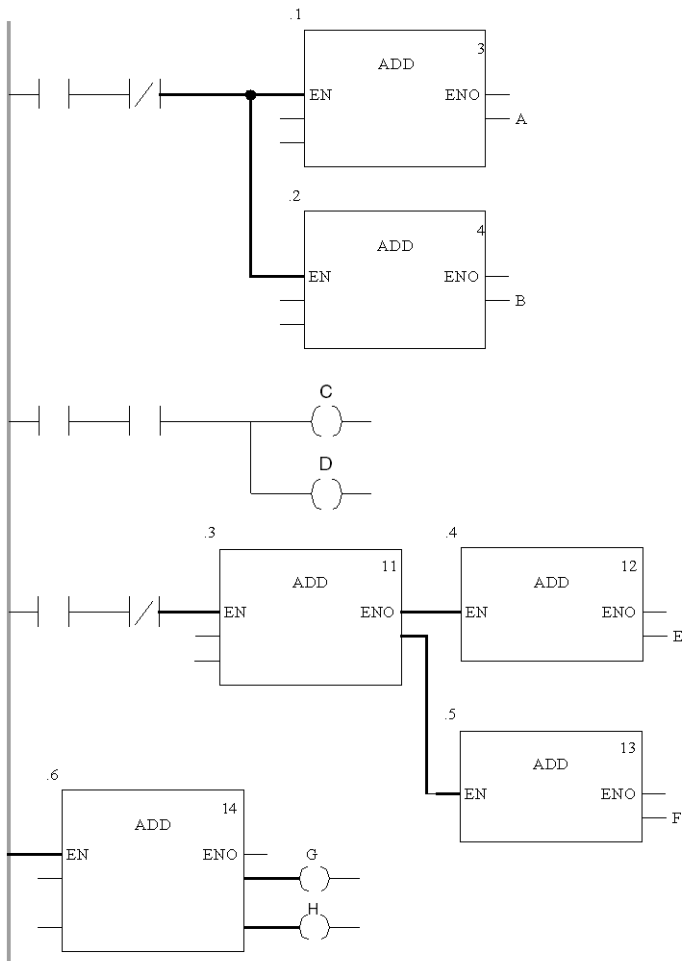 .1
ADD 3
EN ENO
A
.2
ADD 4
EN ENO
B
C
D
.3
ADD 11
EN ENO
.4
ADD 12
EN ENO
E
.5
ADD 13
EN ENO
F
.6
ADD 14
EN ENO
G
H